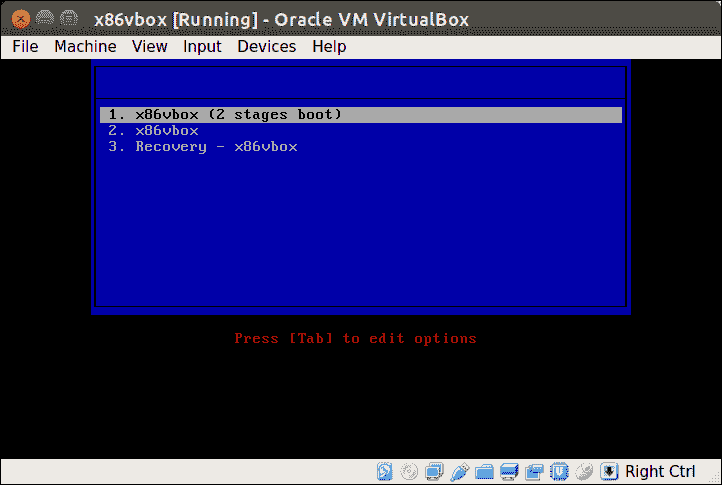 x86vbox [Running] - Oracle VM VirtualBox
File Machine View Input Devices Help
1. x86vbox (2 stages boot)
2. x86vbox
3. Recovery - x86vbox
Press [Tab] to edit options
Right Ctrl